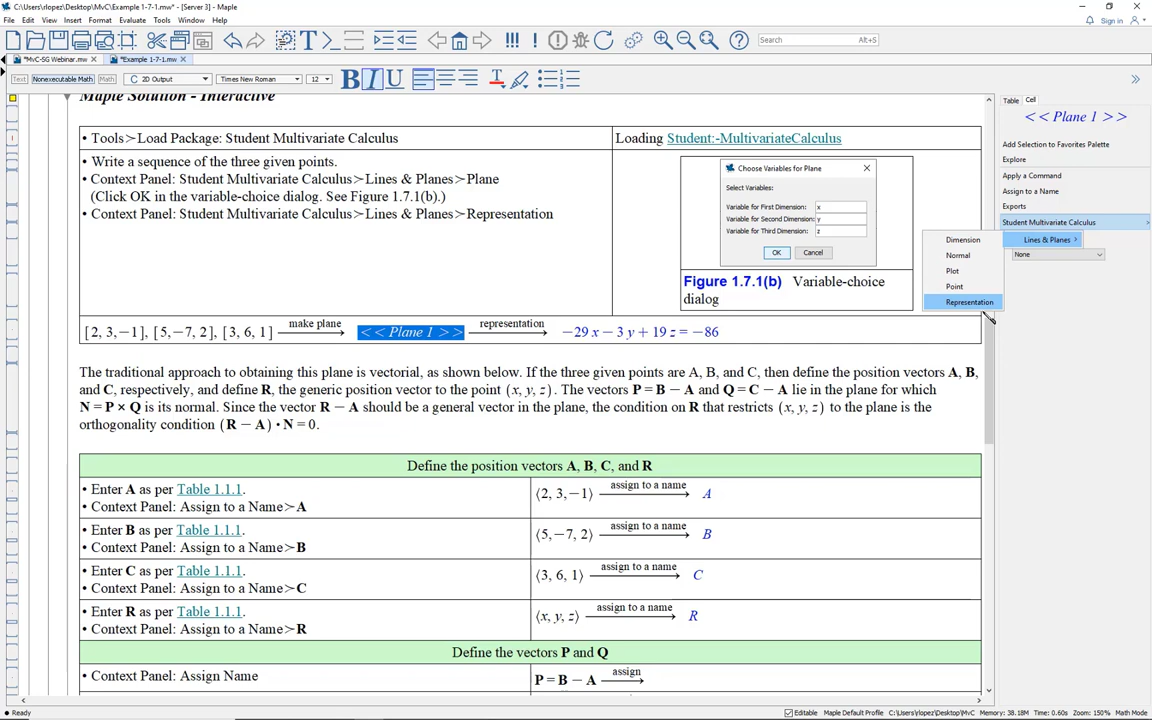 C:\Users\rlopez\Desktop\MvC\Example 1-7-1.mw* - [Server 3] - Maple
File Edit View Insert Format Evaluate Tools Window Help
Search Alt+S
Sign in
*MvC-SG Webinar.mw
*Example 1-7-1.mw
Text Nonexecutable Math Math C 2D Output Times New Roman 12 B I U
Maple Solution - Interactive
• Tools>Load Package: Student Multivariate Calculus
Loading Student:-MultivariateCalculus
• Write a sequence of the three given points.
• Context Panel: Student Multivariate Calculus>Lines & Planes>Plane
(Click OK in the variable-choice dialog. See Figure 1.7.1(b).)
• Context Panel: Student Multivariate Calculus>Lines & Planes>Representation
Choose Variables for Plane
Select Variables:
Variable for First Dimension: x
Variable for Second Dimension: y
Variable for Third Dimension: z
OK Cancel
Figure 1.7.1(b) Variable-choice
dialog
[2, 3, −1], [5, −7, 2], [3, 6, 1] make plane << Plane 1 >> representation −29 x − 3 y + 19 z = −86
The traditional approach to obtaining this plane is vectorial, as shown below. If the three given points are A, B, and C, then define the position vectors A, B,
and C, respectively, and define R, the generic position vector to the point (x, y, z). The vectors P = B − A and Q = C − A lie in the plane for which
N = P × Q is its normal. Since the vector R − A should be a general vector in the plane, the condition on R that restricts (x, y, z) to the plane is the
orthogonality condition (R − A) • N = 0.
Define the position vectors A, B, C, and R
• Enter A as per Table 1.1.1.
• Context Panel: Assign to a Name>A
⟨2, 3, −1⟩ assign to a name A
• Enter B as per Table 1.1.1.
• Context Panel: Assign to a Name>B
⟨5, −7, 2⟩ assign to a name B
• Enter C as per Table 1.1.1.
• Context Panel: Assign to a Name>C
⟨3, 6, 1⟩ assign to a name C
• Enter R as per Table 1.1.1.
• Context Panel: Assign to a Name>R
⟨x, y, z⟩ assign to a name R
Define the vectors P and Q
• Context Panel: Assign Name
P = B − A assign
Table Cell
<< Plane 1 >>
Add Selection to Favorites Palette
Explore
Apply a Command
Assign to a Name
Exports
Student Multivariate Calculus
Lines & Planes
None
Dimension
Normal
Plot
Point
Representation
Ready
Editable Maple Default Profile C:\Users\rlopez\Desktop\MvC Memory: 38.18M Time: 0.60s Zoom: 150% Math Mode